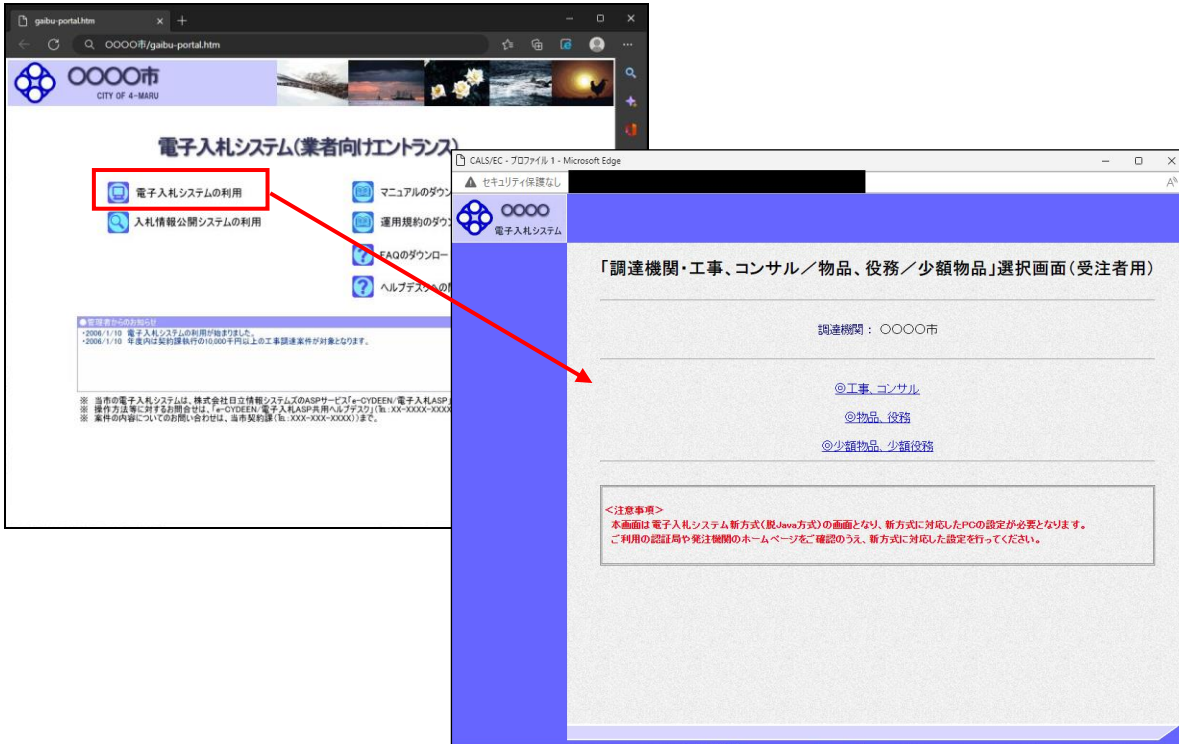 gaibu-portal.htm
〇〇〇〇市/gaibu-portal.htm
〇〇〇〇市
CITY OF 4-MARU
電子入札システム(業者向けエントランス)
電子入札システムの利用
マニュアルのダウン
入札情報公開システムの利用
運用規約のダウ
FAQのダウンロー
ヘルプデスクへの
●管理者からのお知らせ
・2006/1/10 電子入札システムの利用が始まりました。
・2006/1/10 年度内は契約課執行の10,000千円以上の工事調達案件が対象となります。
※ 当市の電子入札システムは、株式会社日立情報システムズのASPサービス「e-CYDEEN/電子入札ASP」
※ 操作方法等に対するお問合せは、「e-CYDEEN/電子入札ASP共用ヘルプデスク」(℡:XX-XXXX-XXXX
※ 案件の内容についてのお問い合わせは、当市契約課(℡:XXX-XXX-XXXX))まで。
CALS/EC - プロファイル 1 - Microsoft Edge
セキュリティ保護なし
〇〇〇〇
電子入札システム
「調達機関・工事、コンサル／物品、役務／少額物品」選択画面(受注者用)
調達機関： 〇〇〇〇市
◎工事、コンサル
◎物品、役務
◎少額物品、少額役務
＜注意事項＞
本画面は電子入札システム新方式(脱Java方式)の画面となり、新方式に対応したPCの設定が必要となります。
ご利用の認証局や発注機関のホームページをご確認のうえ、新方式に対応した設定を行ってください。